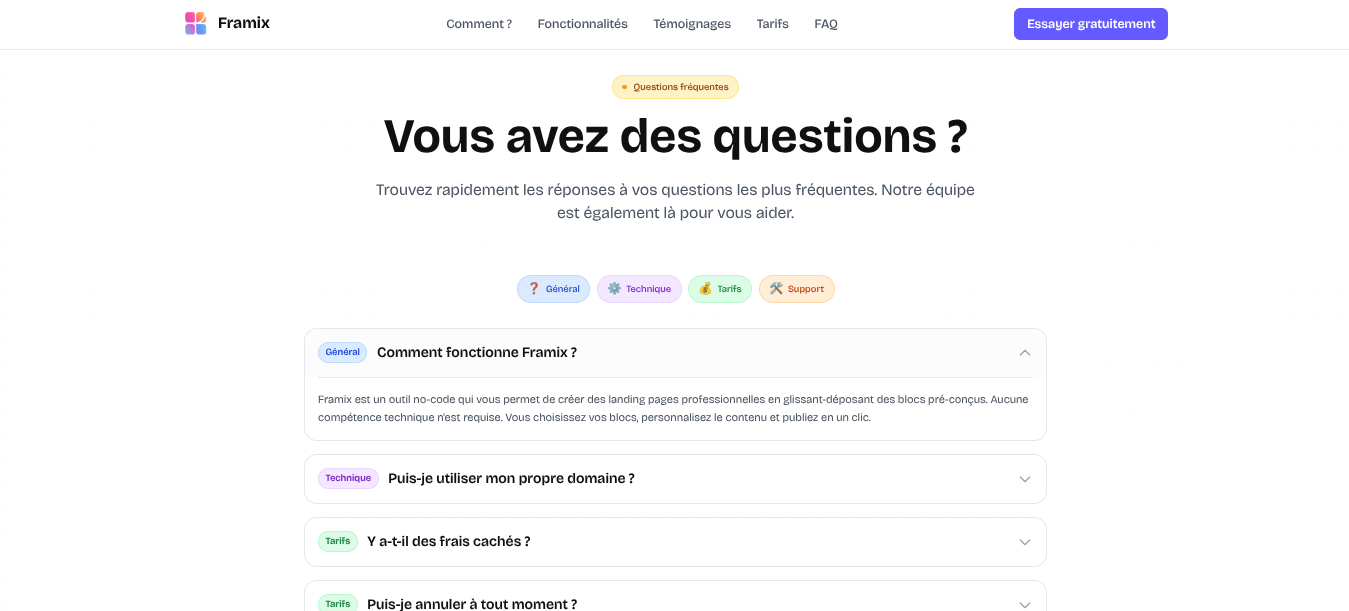 Framix
Comment ?
Fonctionnalités
Témoignages
Tarifs
FAQ
Essayer gratuitement
Questions fréquentes
Vous avez des questions ?
Trouvez rapidement les réponses à vos questions les plus fréquentes. Notre équipe
est également là pour vous aider.
❓ Général
⚙️ Technique
💰 Tarifs
🛠️ Support
Général Comment fonctionne Framix ?
Framix est un outil no-code qui vous permet de créer des landing pages professionnelles en glissant-déposant des blocs pré-conçus. Aucune
compétence technique n'est requise. Vous choisissez vos blocs, personnalisez le contenu et publiez en un clic.
Technique Puis-je utiliser mon propre domaine ?
Tarifs Y a-t-il des frais cachés ?
Tarifs Puis-je annuler à tout moment ?